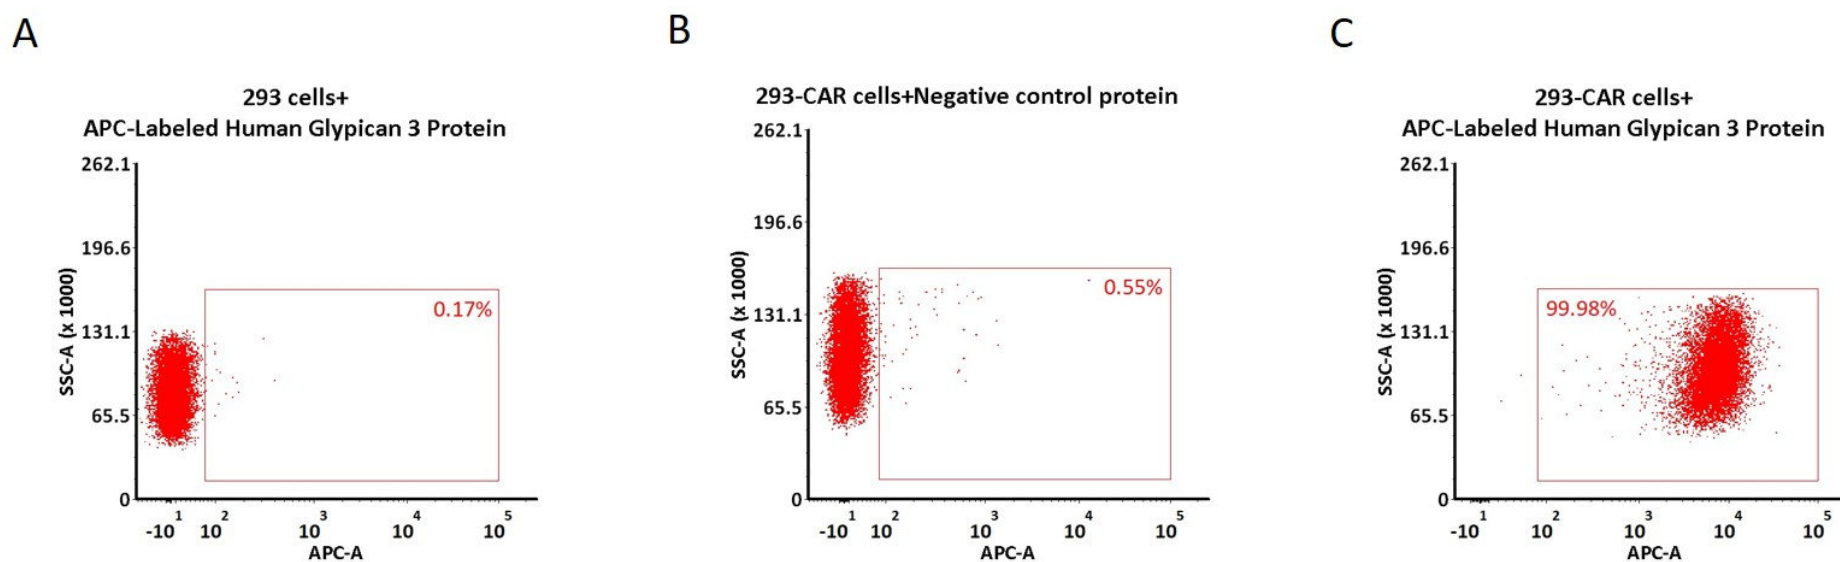 A
293 cells+
APC-Labeled Human Glypican 3 Protein
262.1
196.6
131.1
65.5
0
SSC-A (x 1000)
0.17%
-10 1 10 2 10 3 10 4 10 5
APC-A
B
293-CAR cells+Negative control protein
262.1
196.6
131.1
65.5
0
SSC-A (x 1000)
0.55%
-10 1 10 2 10 3 10 4 10 5
APC-A
C
293-CAR cells+
APC-Labeled Human Glypican 3 Protein
262.1
196.6
131.1
65.5
0
SSC-A (x 1000)
99.98%
-10 1 10 2 10 3 10 4 10 5
APC-A